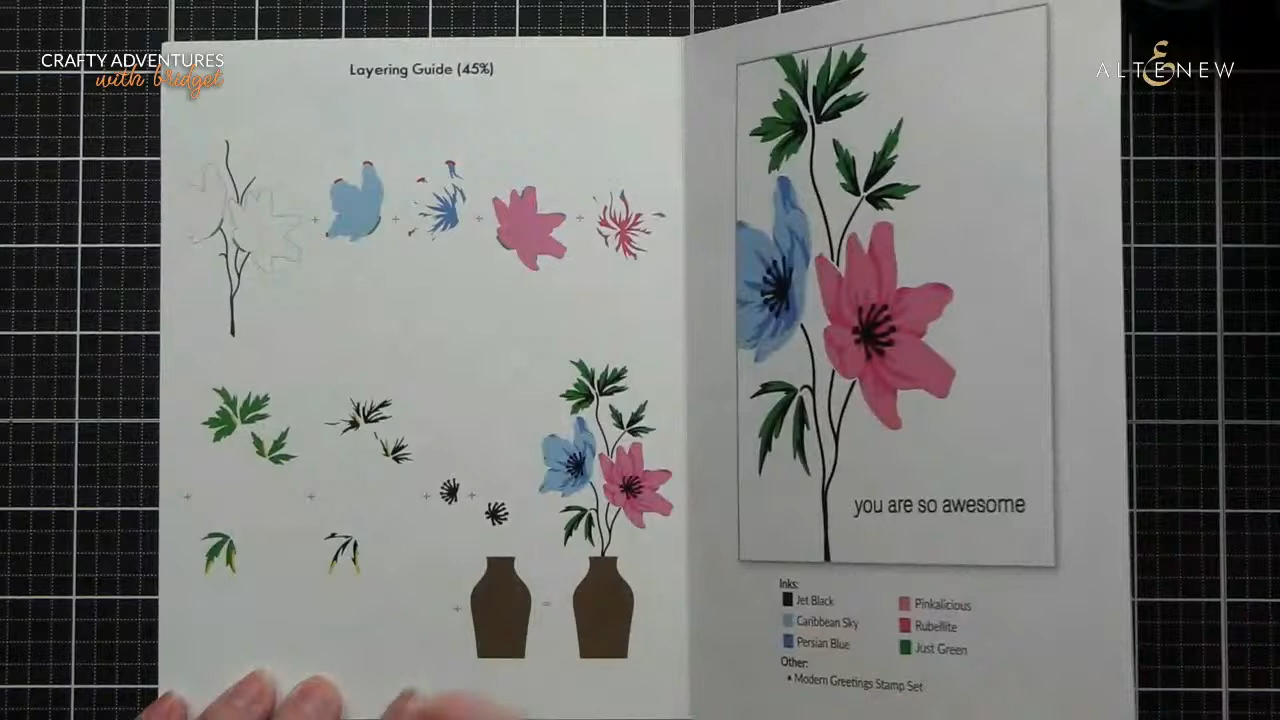 CRAFTY ADVENTURES
with bridget
ALTENEW
Layering Guide (45%)
you are so awesome
Inks:
Jet Black
Caribbean Sky
Persian Blue
Pinkalicious
Rubellite
Just Green
Other:
* Modern Greetings Stamp Set